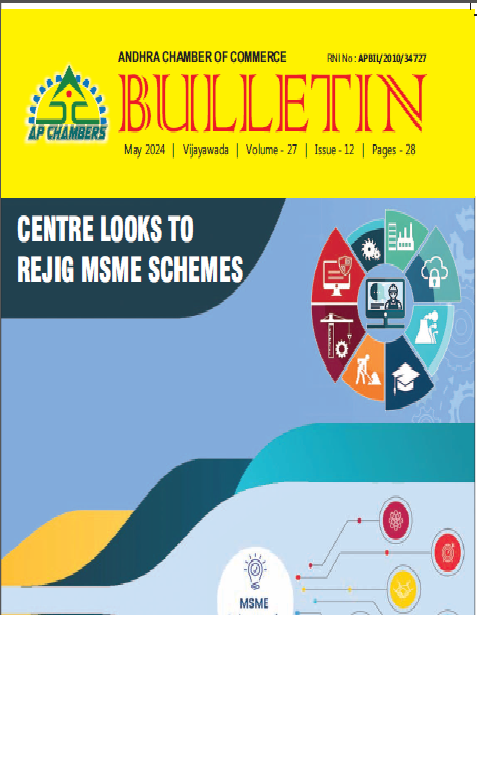 ANDHRA CHAMBER OF COMMERCE
RNI No : APBIL/2010/34727
BULLETIN
AP CHAMBERS
May 2024 | Vijayawada | Volume - 27 | Issue - 12 | Pages - 28
CENTRE LOOKS TO
REJIG MSME SCHEMES
MSME